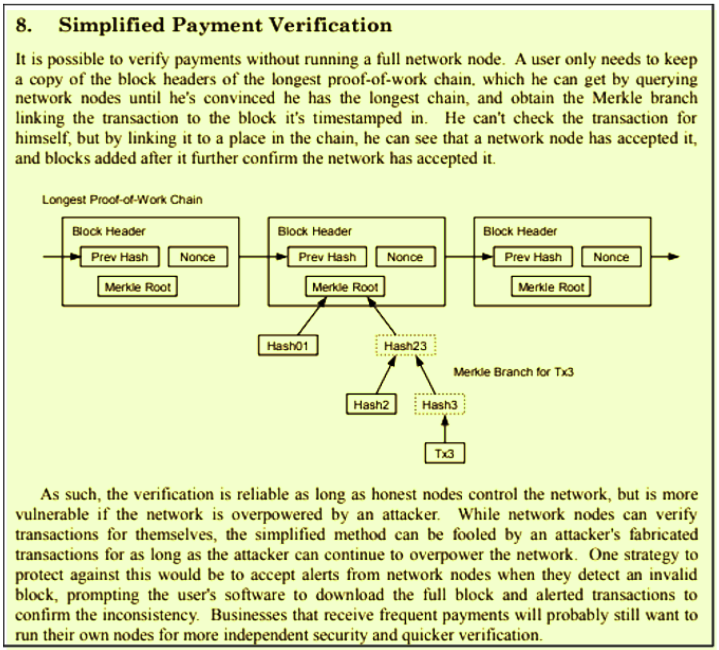 8. Simplified Payment Verification
It is possible to verify payments without running a full network node. A user only needs to keep
a copy of the block headers of the longest proof-of-work chain, which he can get by querying
network nodes until he's convinced he has the longest chain, and obtain the Merkle branch
linking the transaction to the block it's timestamped in. He can't check the transaction for
himself, but by linking it to a place in the chain, he can see that a network node has accepted it,
and blocks added after it further confirm the network has accepted it.
Longest Proof-of-Work Chain
Block Header Block Header Block Header
Prev Hash Nonce Prev Hash Nonce Prev Hash Nonce
Merkle Root Merkle Root Merkle Root
Hash01 Hash23
Merkle Branch for Tx3
Hash2 Hash3
Tx3
As such, the verification is reliable as long as honest nodes control the network, but is more
vulnerable if the network is overpowered by an attacker. While network nodes can verify
transactions for themselves, the simplified method can be fooled by an attacker's fabricated
transactions for as long as the attacker can continue to overpower the network. One strategy to
protect against this would be to accept alerts from network nodes when they detect an invalid
block, prompting the user's software to download the full block and alerted transactions to
confirm the inconsistency. Businesses that receive frequent payments will probably still want to
run their own nodes for more independent security and quicker verification.